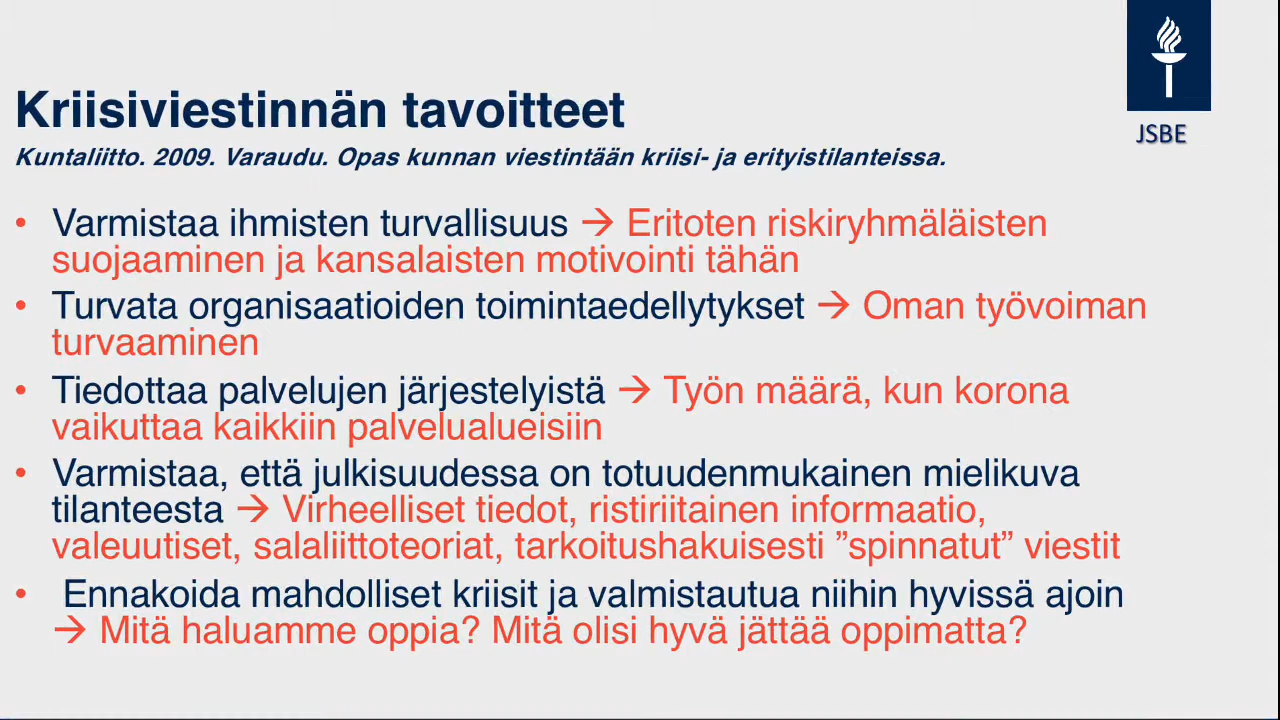 JSBE
Kriisiviestinnän tavoitteet
Kuntaliitto. 2009. Varaudu. Opas kunnan viestintään kriisi- ja erityistilanteissa.
• Varmistaa ihmisten turvallisuus → Eritoten riskiryhmäläisten
suojaaminen ja kansalaisten motivointi tähän
• Turvata organisaatioiden toimintaedellytykset → Oman työvoiman
turvaaminen
• Tiedottaa palvelujen järjestelyistä → Työn määrä, kun korona
vaikuttaa kaikkiin palvelualueisiin
• Varmistaa, että julkisuudessa on totuudenmukainen mielikuva
tilanteesta → Virheelliset tiedot, ristiriitainen informaatio,
valeuutiset, salaliittoteoriat, tarkoitushakuisesti ”spinnatut” viestit
• Ennakoida mahdolliset kriisit ja valmistautua niihin hyvissä ajoin
→ Mitä haluamme oppia? Mitä olisi hyvä jättää oppimatta?